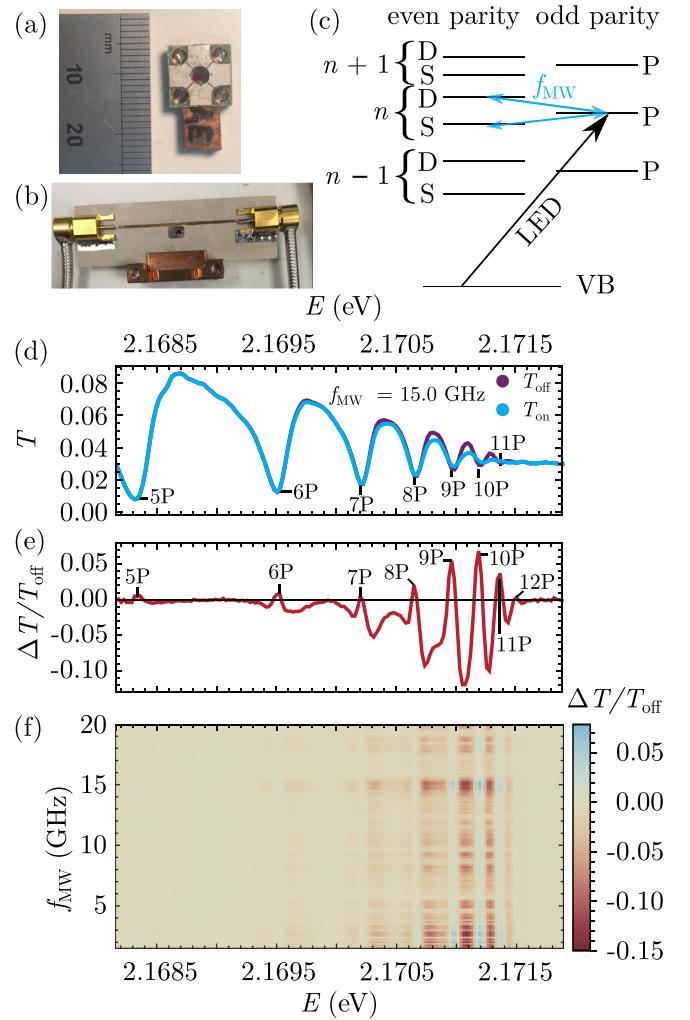 (a)
mm
10
20
E
(b)
(c)
even parity odd parity
n + 1 { D
S
P
n { D
S
f_MW
P
n − 1 { D
S
P
LED
VB
E (eV)
(d)
2.1685 2.1695 2.1705 2.1715
T
0.08
0.06
0.04
0.02
0.00
f_MW = 15.0 GHz
T_off
T_on
5P
6P
7P
8P
9P
10P
11P
(e)
ΔT/T_off
0.05
0.00
-0.05
-0.10
5P
6P
7P
8P
9P
10P
11P
12P
(f)
ΔT/T_off
f_MW (GHz)
20
15
10
5
0.05
0.00
-0.05
-0.10
-0.15
2.1685 2.1695 2.1705 2.1715
E (eV)